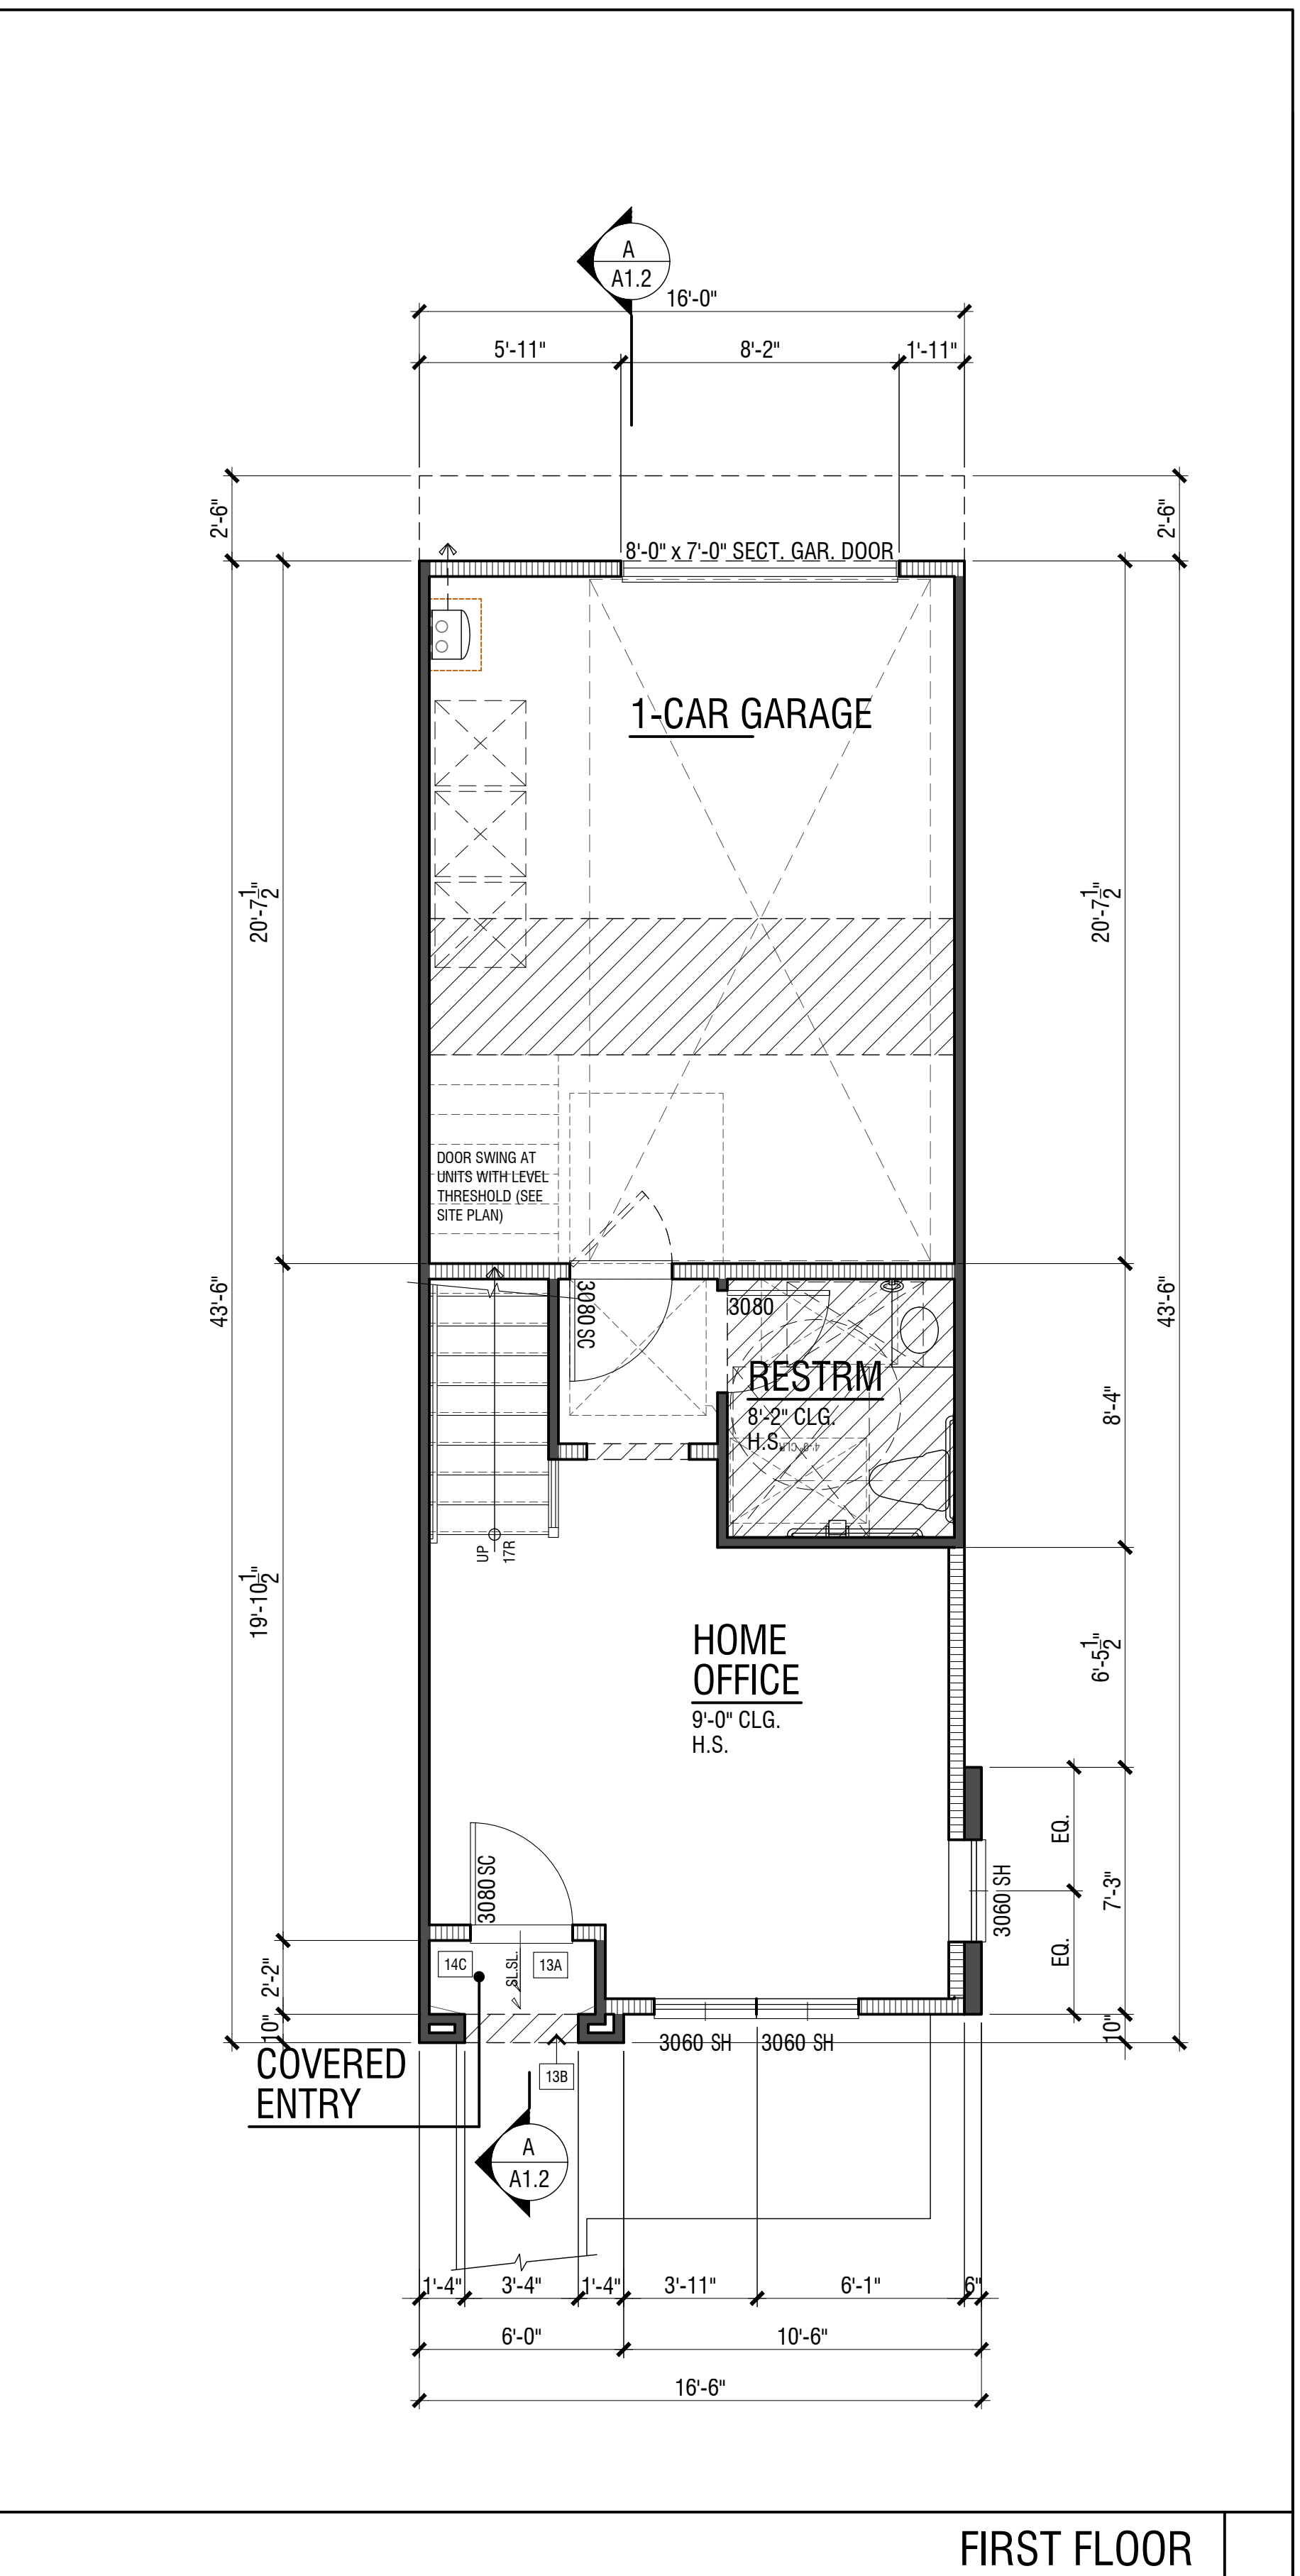 A
A1.2
16'-0"
5'-11"
8'-2"
1'-11"
2'-6"
2'-6"
8'-0" x 7'-0" SECT. GAR. DOOR
1-CAR GARAGE
20'-7 1/2"
20'-7 1/2"
DOOR SWING AT
UNITS WITH LEVEL
THRESHOLD (SEE
SITE PLAN)
43'-6"
43'-6"
3080 SC
3080
RESTRM
8'-2" CLG.
H.S.
8'-4"
UP
17R
19'-10 1/2"
HOME
OFFICE
9'-0" CLG.
H.S.
6'-5 1/2"
EQ.
3080 SC
3060 SH
7'-3"
EQ.
14C
SL.SL.
13A
2'-2"
10"
10"
3060 SH
3060 SH
COVERED
ENTRY
13B
A
A1.2
1'-4"
3'-4"
1'-4"
3'-11"
6'-1"
6"
6'-0"
10'-6"
16'-6"
FIRST FLOOR